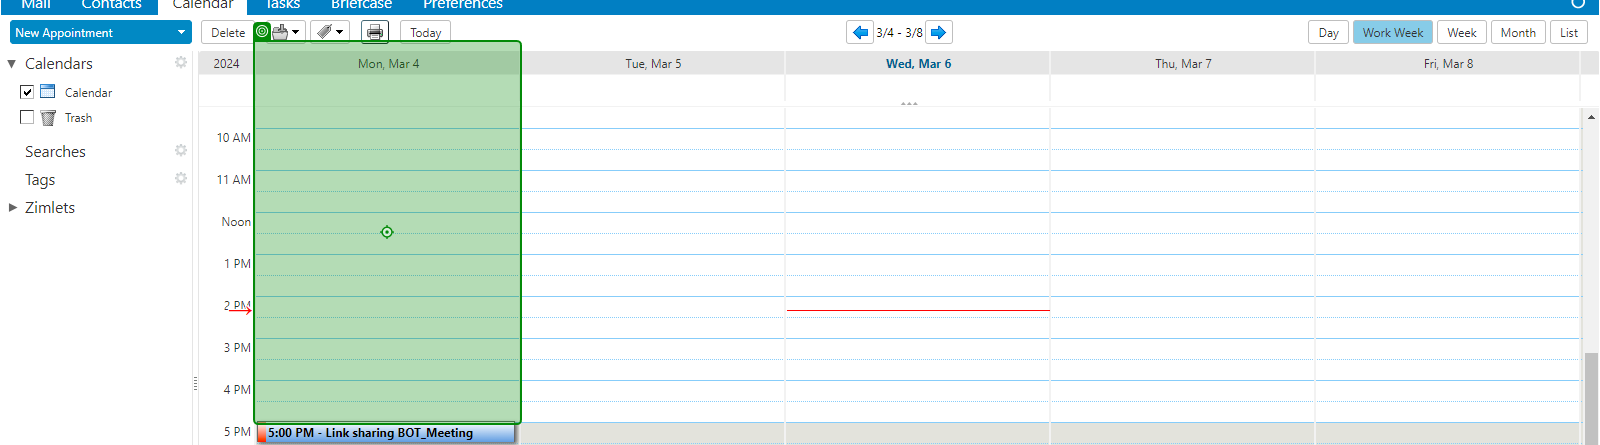 Mail Contacts Calendar Tasks Briefcase Preferences
New Appointment Delete Today 3/4 - 3/8 Day Work Week Week Month List
Calendars
Calendar
Trash
Searches
Tags
Zimlets
2024 Mon, Mar 4 Tue, Mar 5 Wed, Mar 6 Thu, Mar 7 Fri, Mar 8
10 AM
11 AM
Noon
1 PM
2 PM
3 PM
4 PM
5 PM 5:00 PM - Link sharing BOT_Meeting